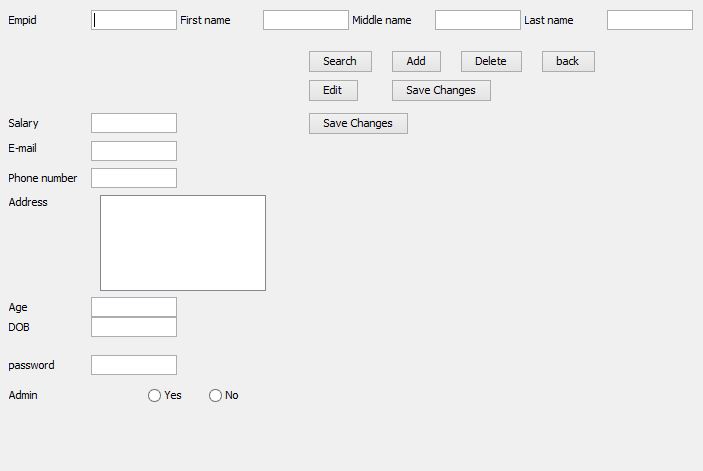 Empid First name Middle name Last name
Search Add Delete back
Edit Save Changes
Salary Save Changes
E-mail
Phone number
Address
Age
DOB
password
Admin Yes No